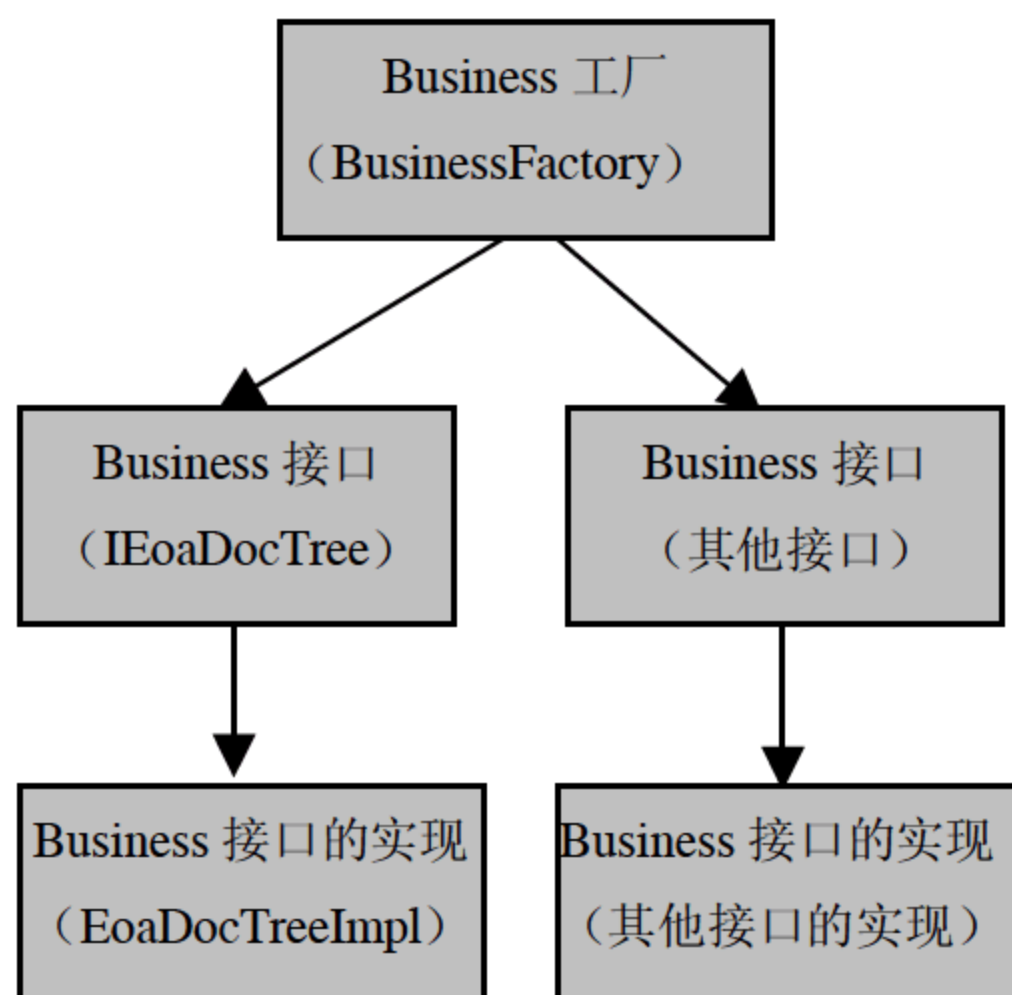 Business 工厂
（BusinessFactory）
Business 接口
（IEoaDocTree）
Business 接口
（其他接口）
Business 接口的实现
（EoaDocTreeImpl）
Business 接口的实现
（其他接口的实现）